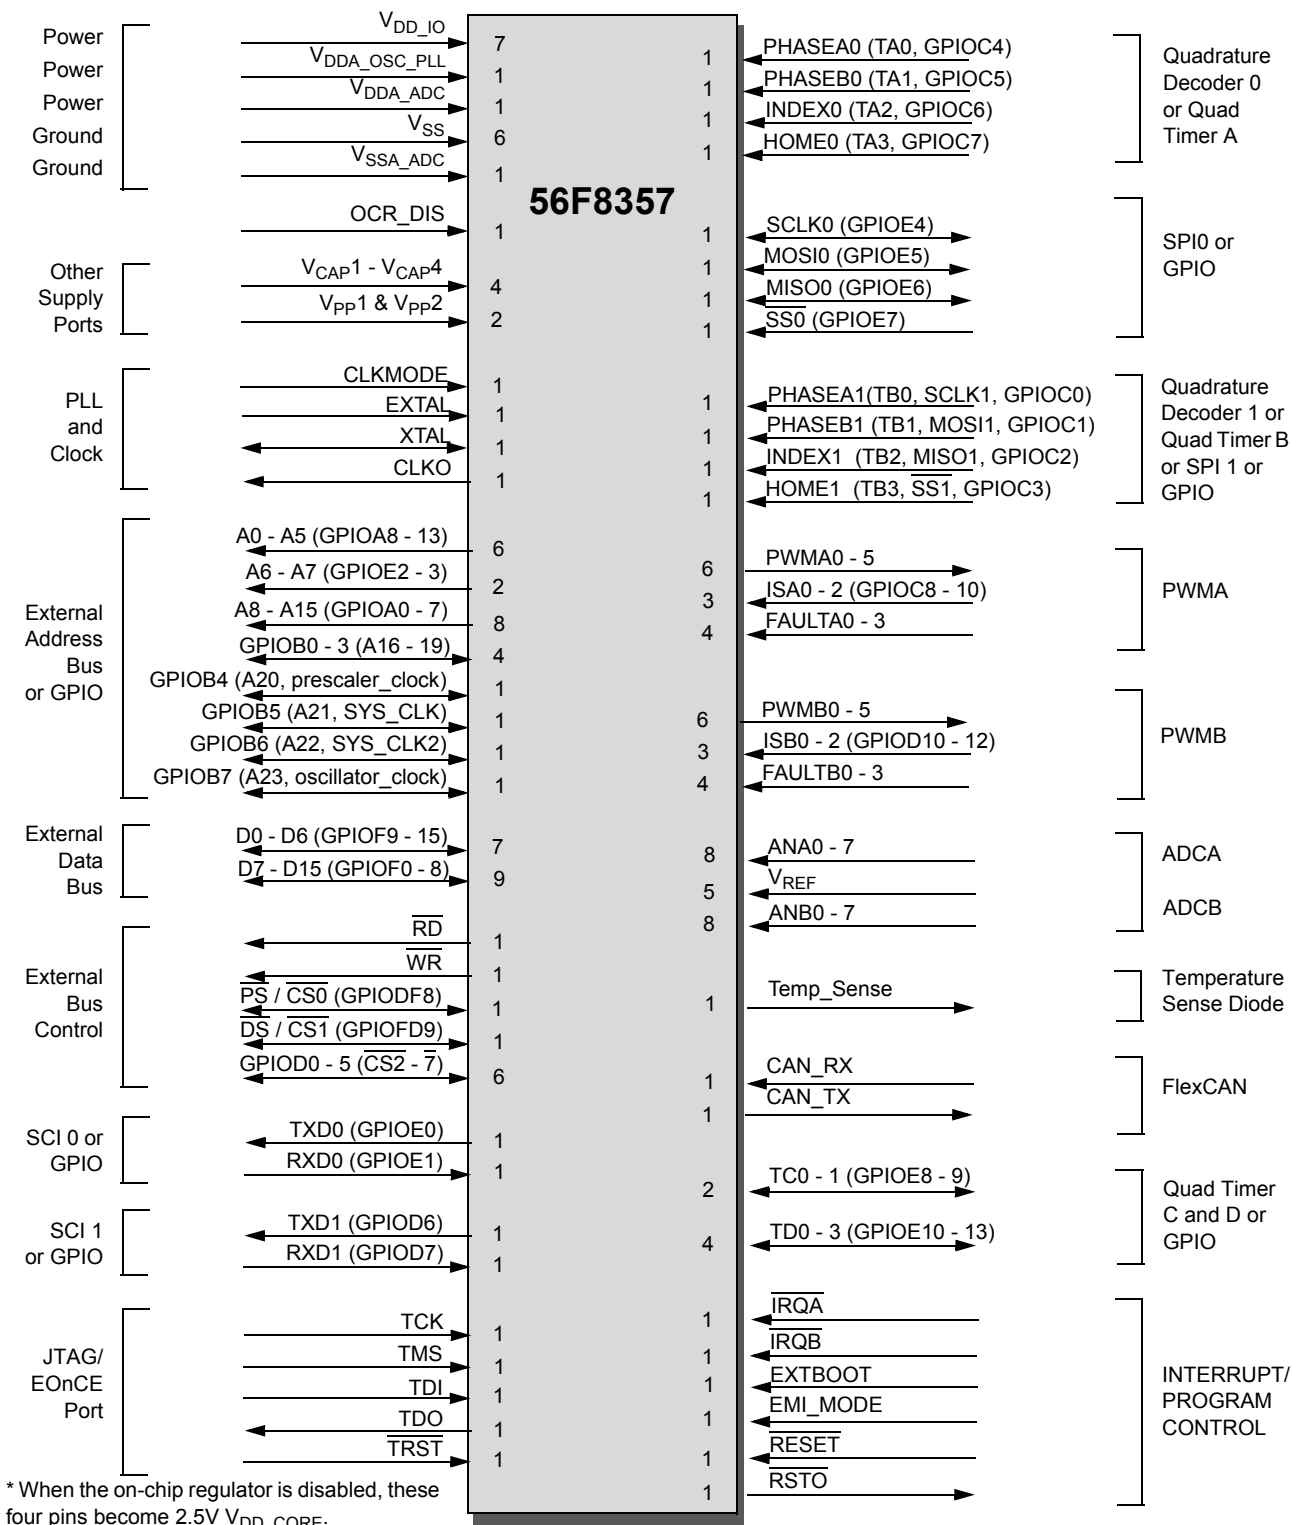 56F8357
Power
Power
Power
Ground
Ground
V_DD_IO 7
V_DDA_OSC_PLL 1
V_DDA_ADC 1
V_SS 6
V_SSA_ADC 1
OCR_DIS 1
Other
Supply
Ports
V_CAP1 - V_CAP4 4
V_PP1 & V_PP2 2
PLL
and
Clock
CLKMODE 1
EXTAL 1
XTAL 1
CLKO 1
External
Address
Bus
or GPIO
A0 - A5 (GPIOA8 - 13) 6
A6 - A7 (GPIOE2 - 3) 2
A8 - A15 (GPIOA0 - 7) 8
GPIOB0 - 3 (A16 - 19) 4
GPIOB4 (A20, prescaler_clock) 1
GPIOB5 (A21, SYS_CLK) 1
GPIOB6 (A22, SYS_CLK2) 1
GPIOB7 (A23, oscillator_clock) 1
External
Data
Bus
D0 - D6 (GPIOF9 - 15) 7
D7 - D15 (GPIOF0 - 8) 9
External
Bus
Control
RD 1
WR 1
PS / CS0 (GPIODF8) 1
DS / CS1 (GPIOFD9) 1
GPIOD0 - 5 (CS2 - 7) 6
SCI 0 or
GPIO
TXD0 (GPIOE0) 1
RXD0 (GPIOE1) 1
SCI 1
or GPIO
TXD1 (GPIOD6) 1
RXD1 (GPIOD7) 1
JTAG/
EOnCE
Port
TCK 1
TMS 1
TDI 1
TDO 1
TRST 1
* When the on-chip regulator is disabled, these
four pins become 2.5V V_DD_CORE.
1 PHASEA0 (TA0, GPIOC4)
1 PHASEB0 (TA1, GPIOC5)
1 INDEX0 (TA2, GPIOC6)
1 HOME0 (TA3, GPIOC7)
Quadrature
Decoder 0
or Quad
Timer A
1 SCLK0 (GPIOE4)
1 MOSI0 (GPIOE5)
1 MISO0 (GPIOE6)
1 SS0 (GPIOE7)
SPI0 or
GPIO
1 PHASEA1(TB0, SCLK1, GPIOC0)
1 PHASEB1 (TB1, MOSI1, GPIOC1)
1 INDEX1 (TB2, MISO1, GPIOC2)
1 HOME1 (TB3, SS1, GPIOC3)
Quadrature
Decoder 1 or
Quad Timer B
or SPI 1 or
GPIO
6 PWMA0 - 5
3 ISA0 - 2 (GPIOC8 - 10)
4 FAULTA0 - 3
PWMA
6 PWMB0 - 5
3 ISB0 - 2 (GPIOD10 - 12)
4 FAULTB0 - 3
PWMB
8 ANA0 - 7
5 V_REF
8 ANB0 - 7
ADCA
ADCB
1 Temp_Sense
Temperature
Sense Diode
1 CAN_RX
1 CAN_TX
FlexCAN
2 TC0 - 1 (GPIOE8 - 9)
4 TD0 - 3 (GPIOE10 - 13)
Quad Timer
C and D or
GPIO
1 IRQA
1 IRQB
1 EXTBOOT
1 EMI_MODE
1 RESET
1 RSTO
INTERRUPT/
PROGRAM
CONTROL